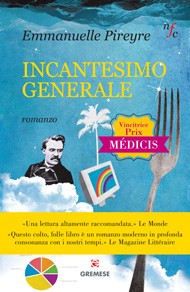 Emmanuelle Pireyre
nfc
INCANTESIMO
GENERALE
romanzo
Vincitrice
Prix
MÉDICIS
«Una lettura altamente raccomandata.» Le Monde
«Questo colto, folle libro è un romanzo moderno in profonda
consonanza con i nostri tempi.» Le Magazine Littéraire
GREMESE